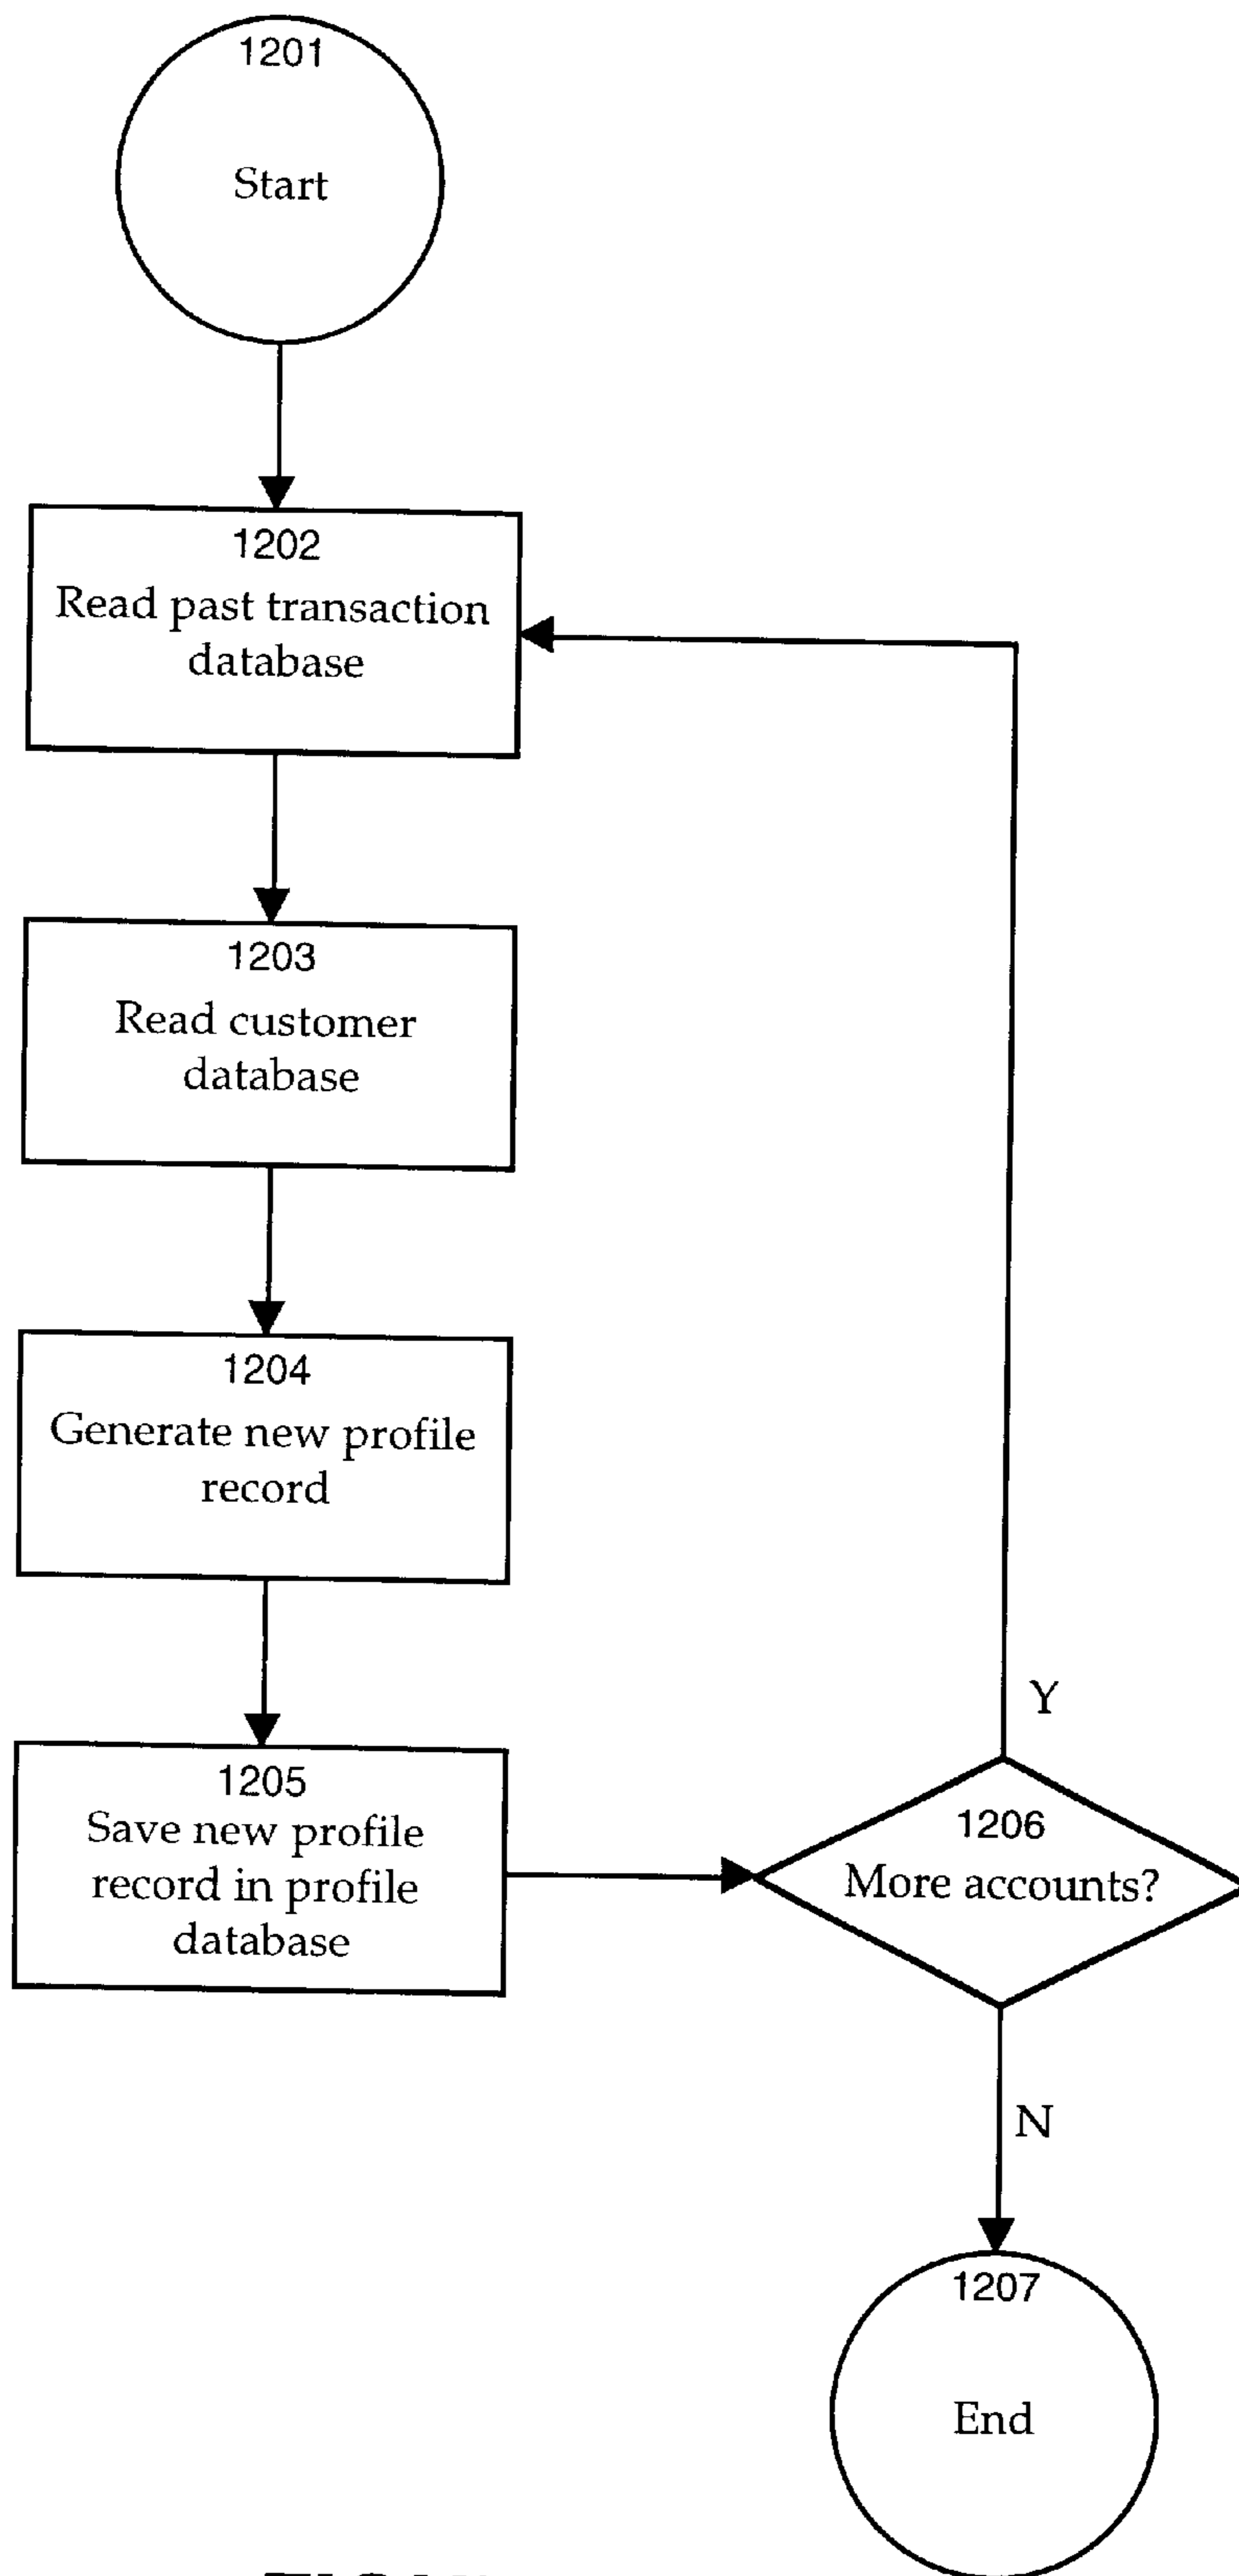 1201
Start
1202
Read past transaction
database
1203
Read customer
database
1204
Generate new profile
record
1205
Save new profile
record in profile
database
Y
1206
More accounts?
N
1207
End